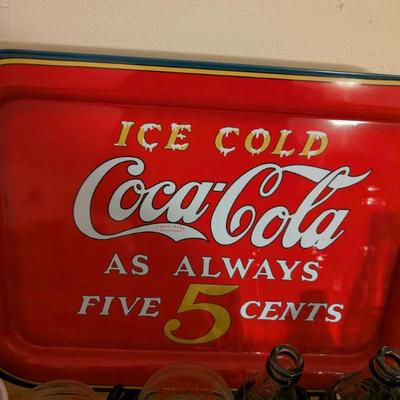 ICE COLD
Coca-Cola
AS ALWAYS
FIVE 5 CENTS